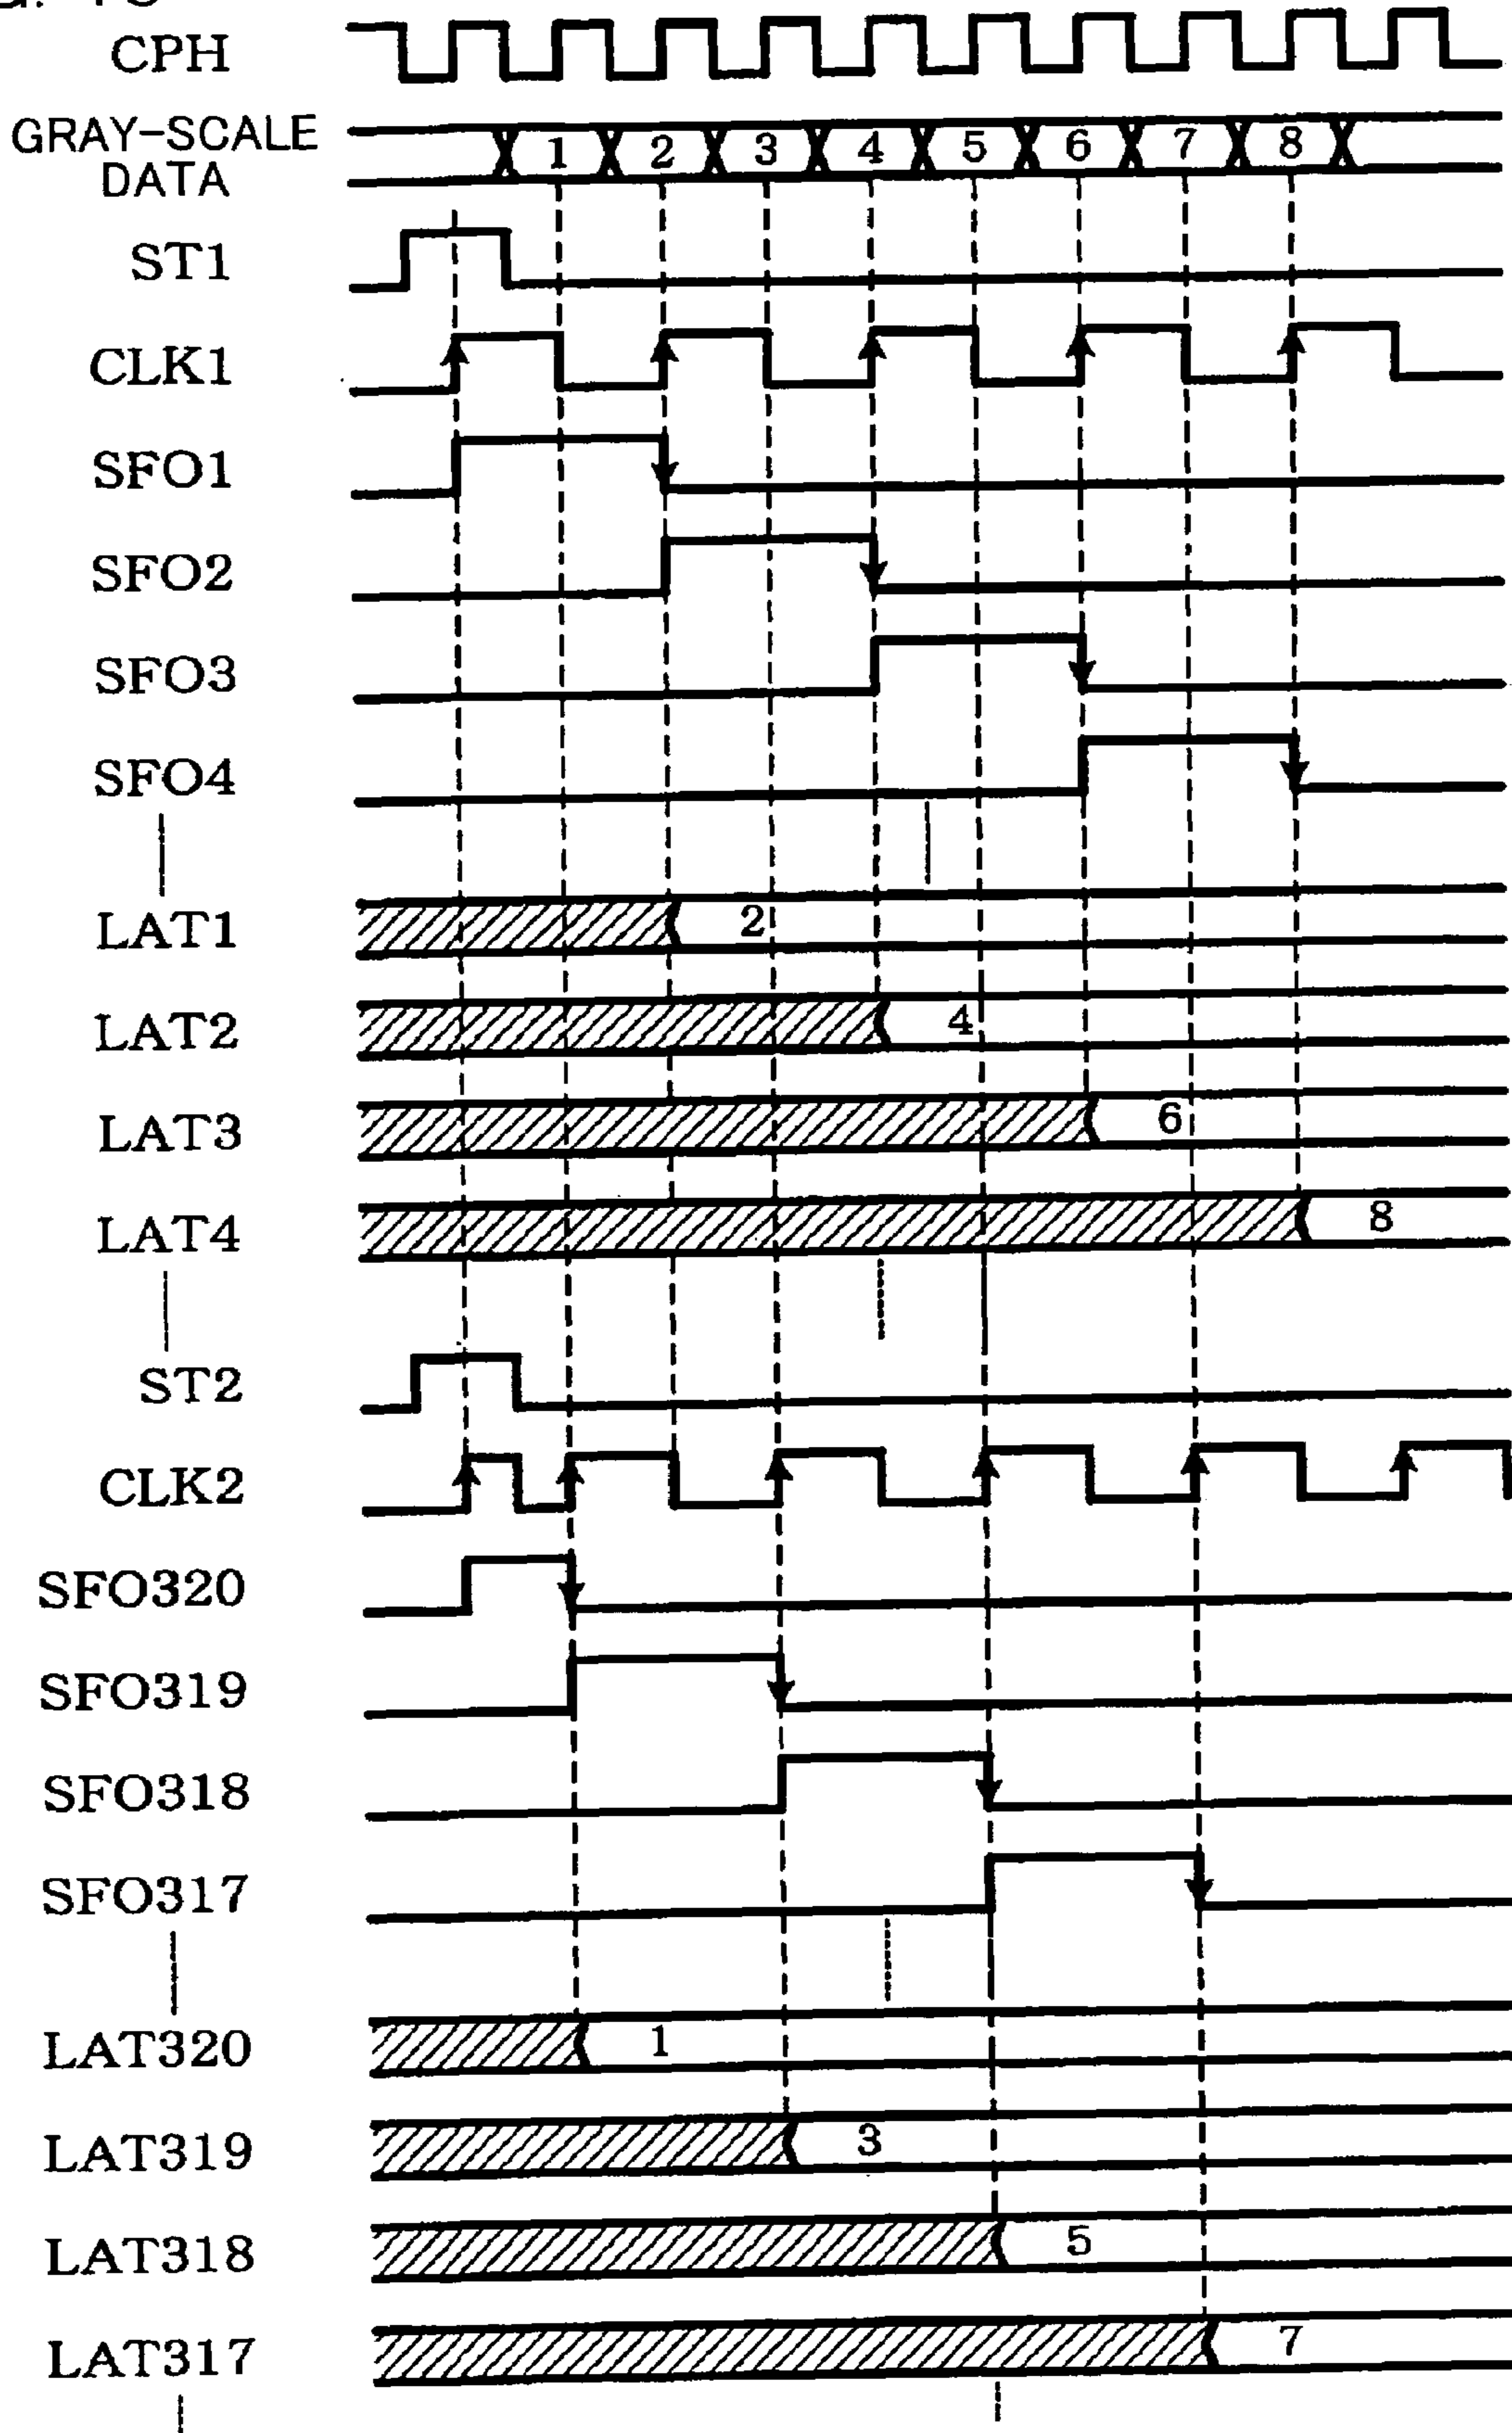 CPH
GRAY-SCALE
DATA
1 2 3 4 5 6 7 8
ST1
CLK1
SFO1
SFO2
SFO3
SFO4
LAT1 2
LAT2 4
LAT3 6
LAT4 8
ST2
CLK2
SFO320
SFO319
SFO318
SFO317
LAT320 1
LAT319 3
LAT318 5
LAT317 7